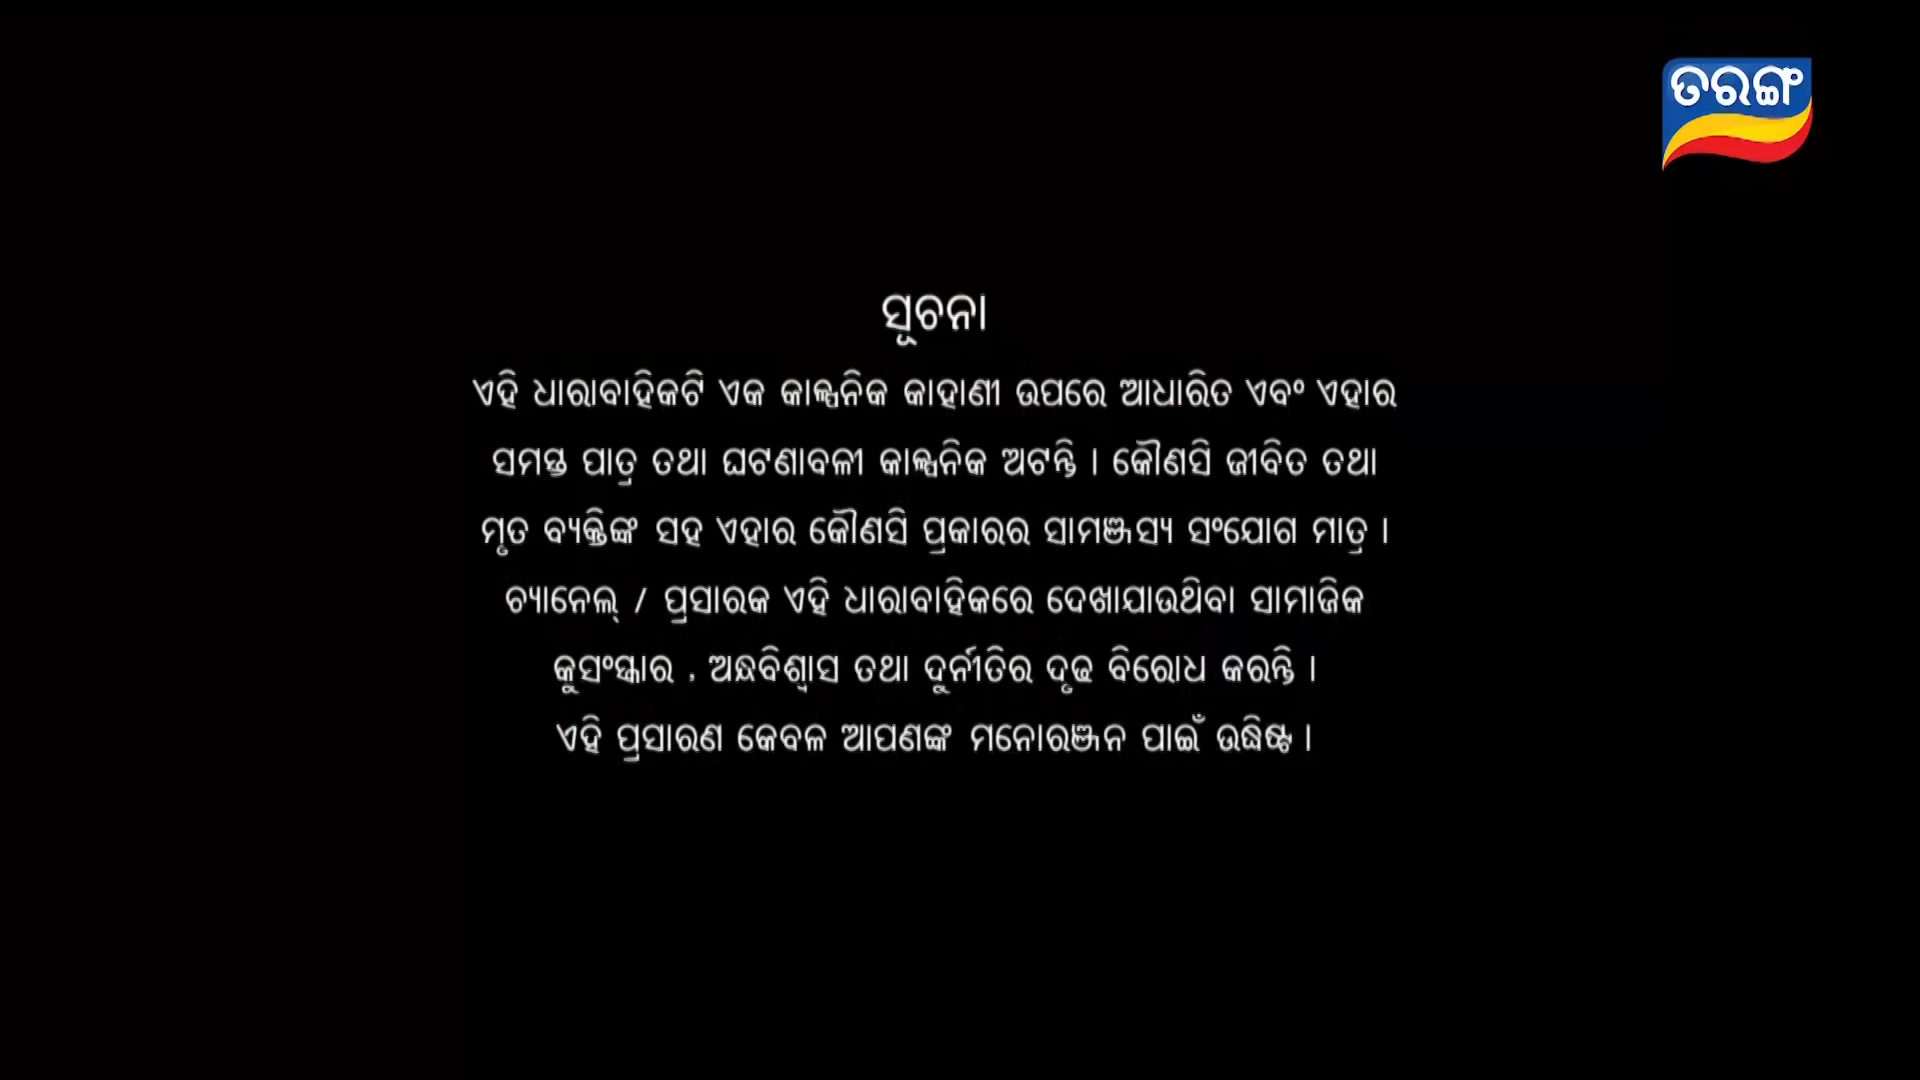 ତରଙ୍ଗ
ସୂଚନା
ଏହି ଧାରାବାହିକଟି ଏକ କାଳ୍ପନିକ କାହାଣୀ ଉପରେ ଆଧାରିତ ଏବଂ ଏହାର
ସମସ୍ତ ପାତ୍ର ତଥା ଘଟଣାବଳୀ କାଳ୍ପନିକ ଅଟନ୍ତି । କୌଣସି ଜୀବିତ ତଥା
ମୃତ ବ୍ୟକ୍ତିଙ୍କ ସହ ଏହାର କୌଣସି ପ୍ରକାରର ସାମଞ୍ଜସ୍ୟ ସଂଯୋଗ ମାତ୍ର ।
ଚ୍ୟାନେଲ୍ / ପ୍ରସାରକ ଏହି ଧାରାବାହିକରେ ଦେଖାଯାଉଥିବା ସାମାଜିକ
କୁସଂସ୍କାର , ଅନ୍ଧବିଶ୍ୱାସ ତଥା ଦୁର୍ନୀତିର ଦୃଢ ବିରୋଧ କରନ୍ତି ।
ଏହି ପ୍ରସାରଣ କେବଳ ଆପଣଙ୍କ ମନୋରଞ୍ଜନ ପାଇଁ ଉଦ୍ଧିଷ୍ଟ ।